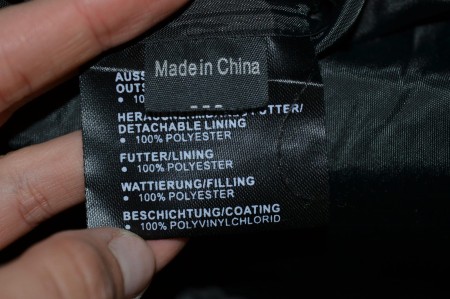 Made in China
AUSS
OUTS
• 10
DETACHABLE LINING
• 100% POLYESTER
FUTTER/LINING
• 100% POLYESTER
WATTIERUNG/FILLING
• 100% POLYESTER
BESCHICHTUNG/COATING
• 100% POLYVINYLCHLORID